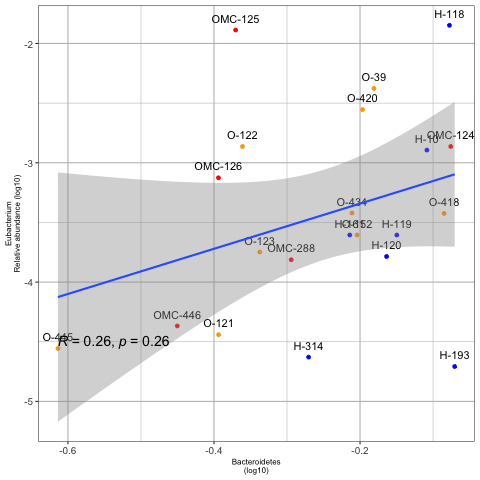 H-118
OMC-125
-2
O-39
O-420
O-122
OMC-124
H-10
-3
OMC-126
O-434
O-418
H-119
O-123
H-120
OMC-288
Eubacterium
Relative abundance (log10)
-4
OMC-446
O-121
O-445
R = 0.26, p = 0.26
H-314
H-193
-5
-0.6
-0.4
-0.2
Bacteroidetes
(log10)